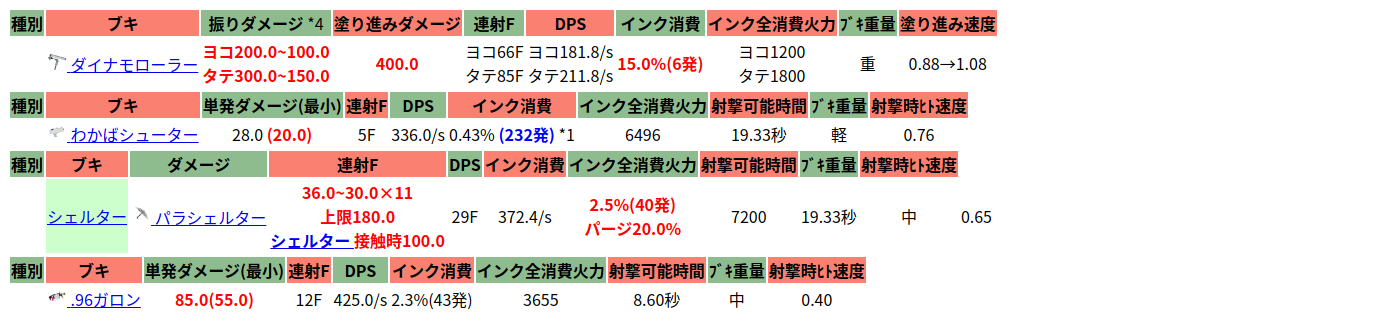 種別 ブキ 振りダメージ *4 塗り進みダメージ 連射F DPS インク消費 インク全消費火力 ﾌﾞｷ重量 塗り進み速度
ダイナモローラー ヨコ200.0~100.0 タテ300.0~150.0 400.0 ヨコ66F タテ85F ヨコ181.8/s タテ211.8/s 15.0%(6発) ヨコ1200 タテ1800 重 0.88→1.08
種別 ブキ 単発ダメージ(最小) 連射F DPS インク消費 インク全消費火力 射撃可能時間 ﾌﾞｷ重量 射撃時ﾋﾄ速度
わかばシューター 28.0 (20.0) 5F 336.0/s 0.43% (232発) *1 6496 19.33秒 軽 0.76
種別 ブキ ダメージ 連射F DPS インク消費 インク全消費火力 射撃可能時間 ﾌﾞｷ重量 射撃時ﾋﾄ速度
シェルター パラシェルター 36.0~30.0×11 上限180.0 シェルター接触時100.0 29F 372.4/s 2.5%(40発) パージ20.0% 7200 19.33秒 中 0.65
種別 ブキ 単発ダメージ(最小) 連射F DPS インク消費 インク全消費火力 射撃可能時間 ﾌﾞｷ重量 射撃時ﾋﾄ速度
.96ガロン 85.0(55.0) 12F 425.0/s 2.3%(43発) 3655 8.60秒 中 0.40